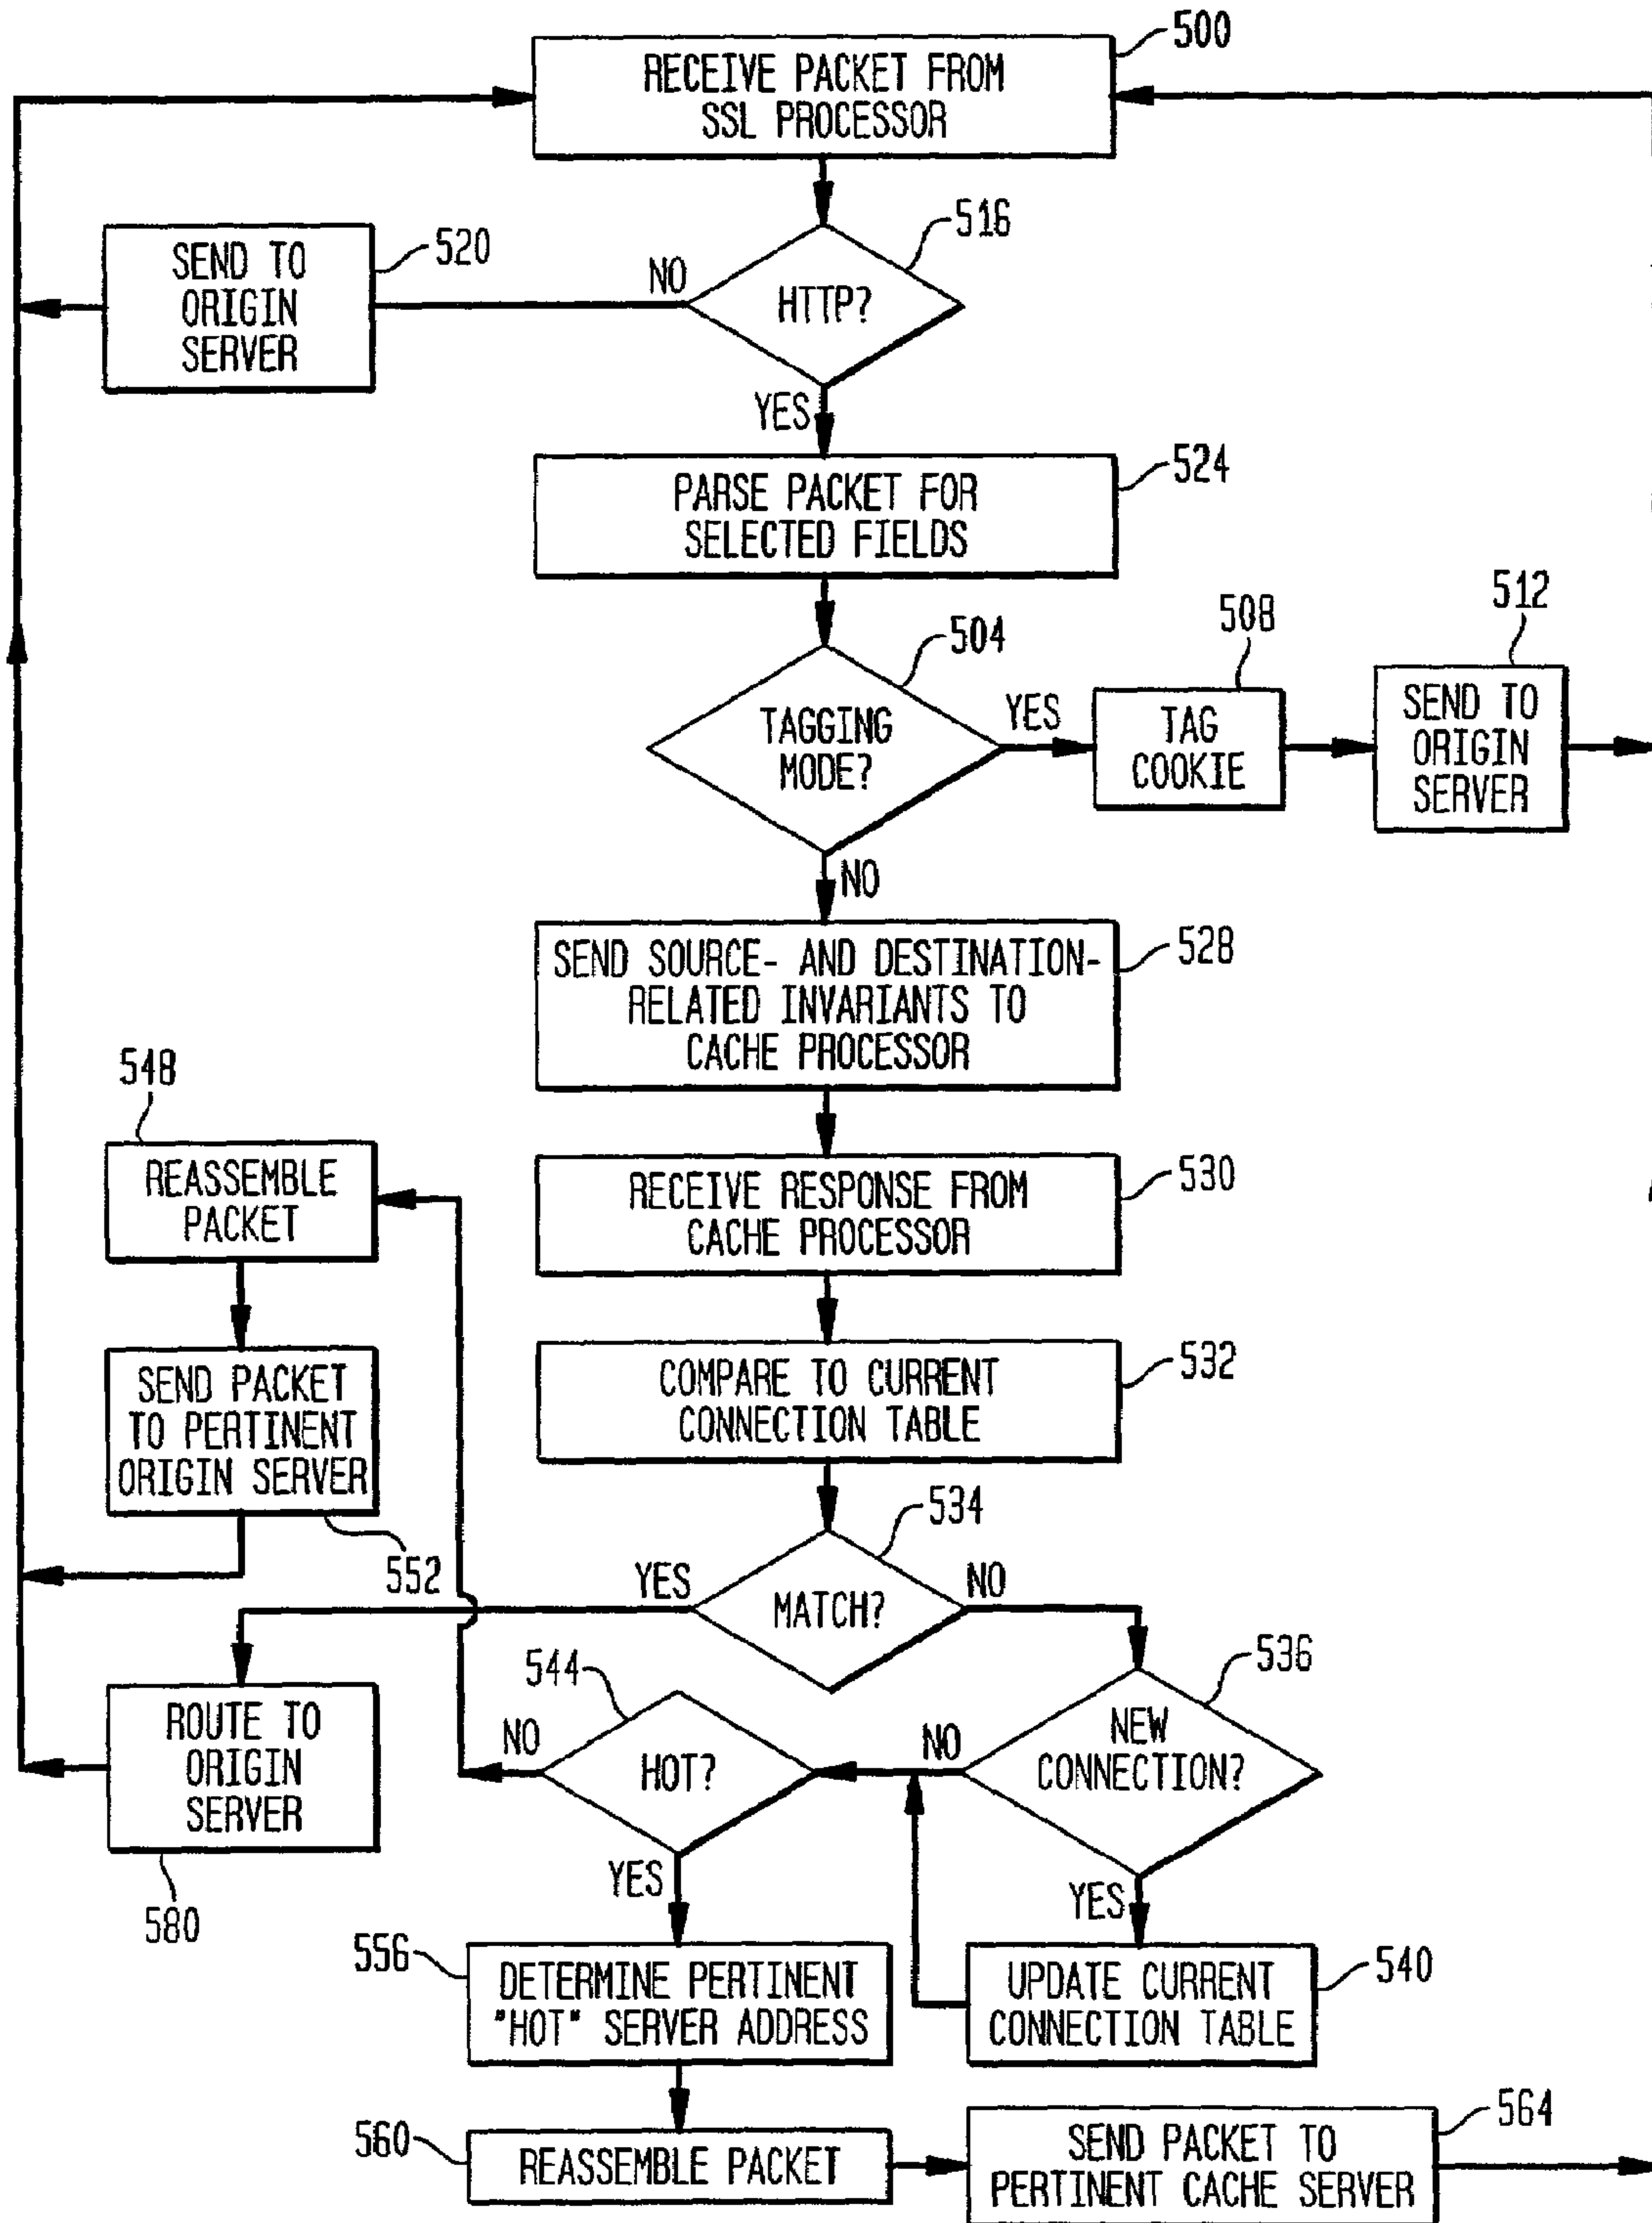 500
RECEIVE PACKET FROM
SSL PROCESSOR
516
HTTP?
NO
520
SEND TO
ORIGIN
SERVER
YES
524
PARSE PACKET FOR
SELECTED FIELDS
504
TAGGING
MODE?
YES
508
TAG
COOKIE
512
SEND TO
ORIGIN
SERVER
NO
528
SEND SOURCE- AND DESTINATION-
RELATED INVARIANTS TO
CACHE PROCESSOR
530
RECEIVE RESPONSE FROM
CACHE PROCESSOR
532
COMPARE TO CURRENT
CONNECTION TABLE
534
MATCH?
YES
NO
548
REASSEMBLE
PACKET
SEND PACKET
TO PERTINENT
ORIGIN SERVER
552
ROUTE TO
ORIGIN
SERVER
580
536
NEW
CONNECTION?
NO
YES
540
UPDATE CURRENT
CONNECTION TABLE
544
HOT?
NO
YES
556
DETERMINE PERTINENT
"HOT" SERVER ADDRESS
560
REASSEMBLE PACKET
564
SEND PACKET TO
PERTINENT CACHE SERVER